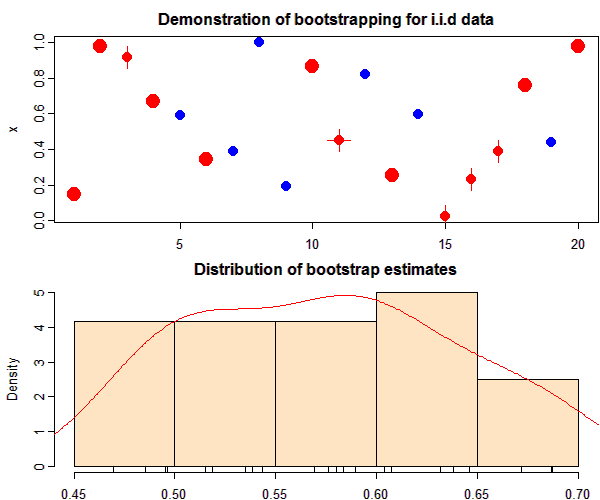 Demonstration of bootstrapping for i.i.d data
x
0.0 0.2 0.4 0.6 0.8 1.0
5 10 15 20
Distribution of bootstrap estimates
Density
0 1 2 3 4 5
0.45 0.50 0.55 0.60 0.65 0.70